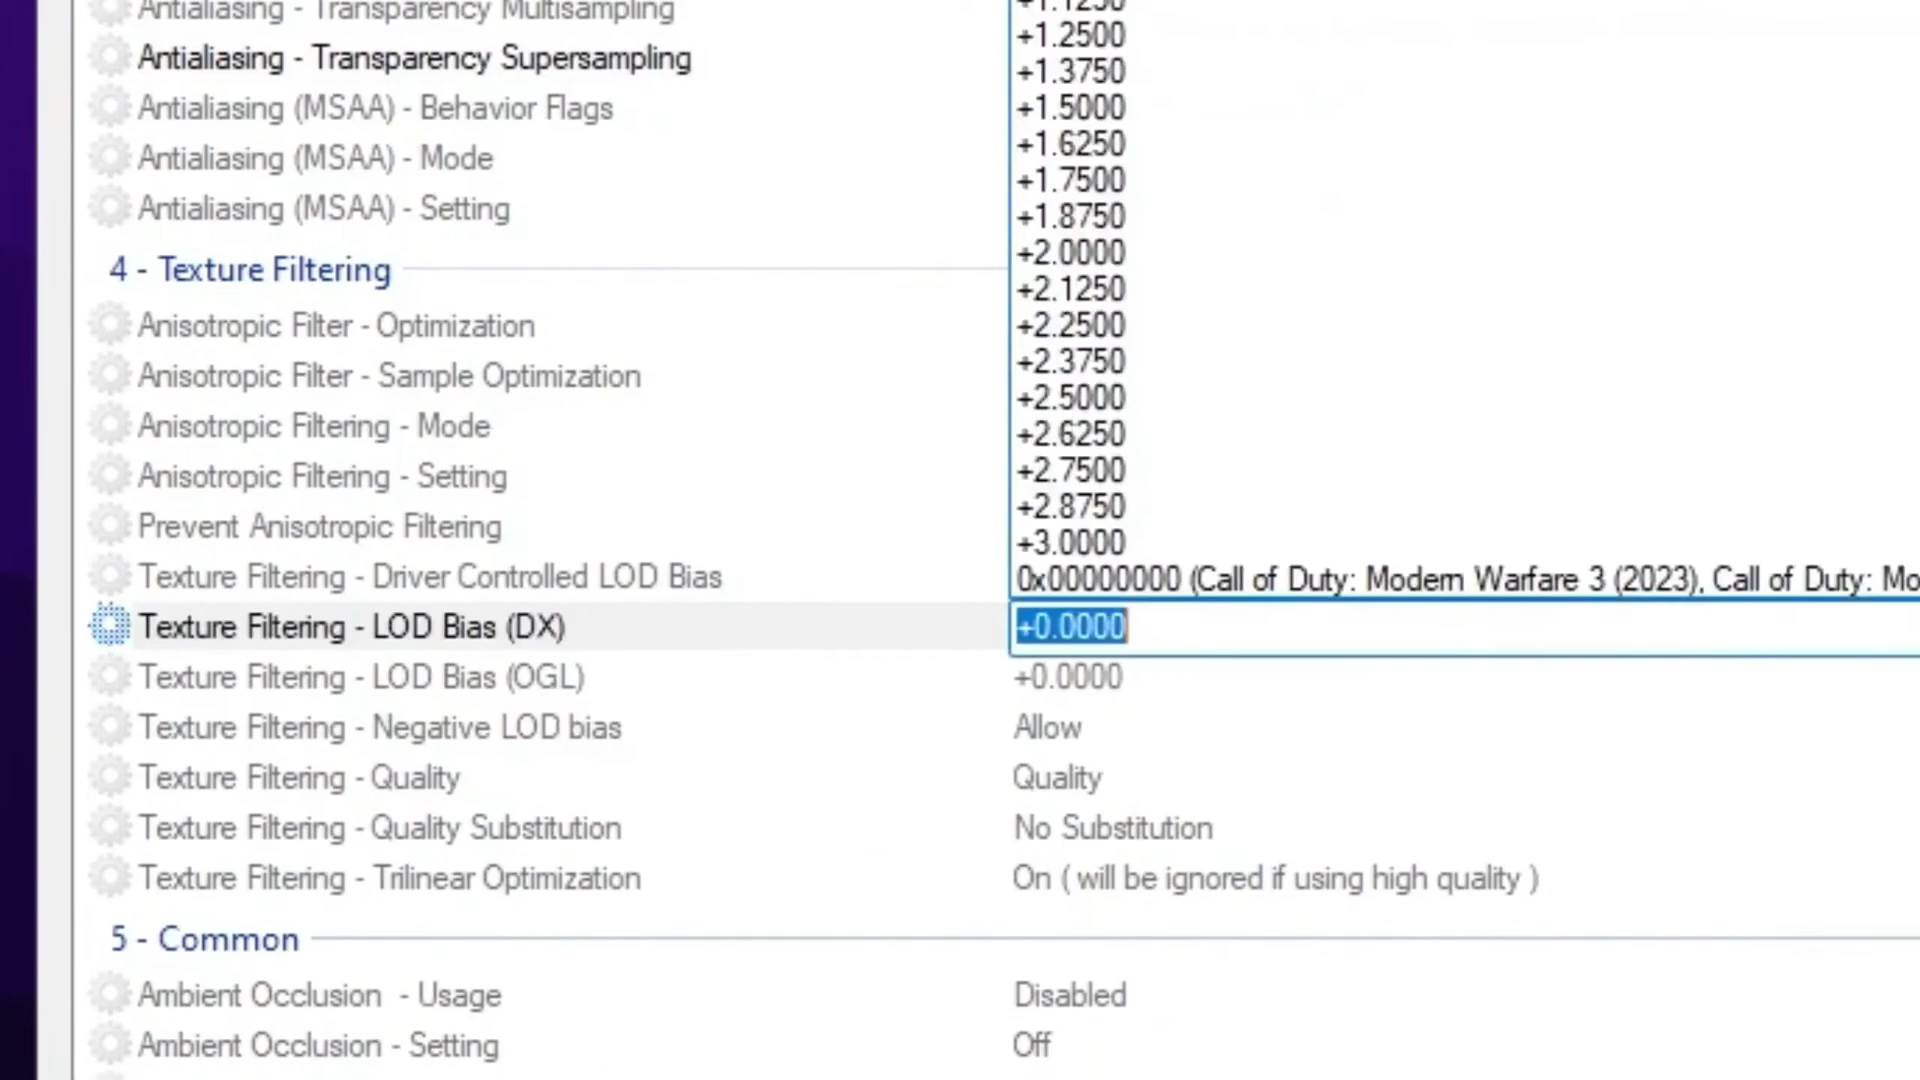 Antialiasing - Transparency Multisampling
Antialiasing - Transparency Supersampling
Antialiasing (MSAA) - Behavior Flags
Antialiasing (MSAA) - Mode
Antialiasing (MSAA) - Setting
4 - Texture Filtering
Anisotropic Filter - Optimization
Anisotropic Filter - Sample Optimization
Anisotropic Filtering - Mode
Anisotropic Filtering - Setting
Prevent Anisotropic Filtering
Texture Filtering - Driver Controlled LOD Bias
+1.1250
+1.2500
+1.3750
+1.5000
+1.6250
+1.7500
+1.8750
+2.0000
+2.1250
+2.2500
+2.3750
+2.5000
+2.6250
+2.7500
+2.8750
+3.0000
0x00000000 (Call of Duty: Modern Warfare 3 (2023), Call of Duty: Mo
Texture Filtering - LOD Bias (DX) +0.0000
Texture Filtering - LOD Bias (OGL) +0.0000
Texture Filtering - Negative LOD bias Allow
Texture Filtering - Quality Quality
Texture Filtering - Quality Substitution No Substitution
Texture Filtering - Trilinear Optimization On ( will be ignored if using high quality )
5 - Common
Ambient Occlusion - Usage Disabled
Ambient Occlusion - Setting Off